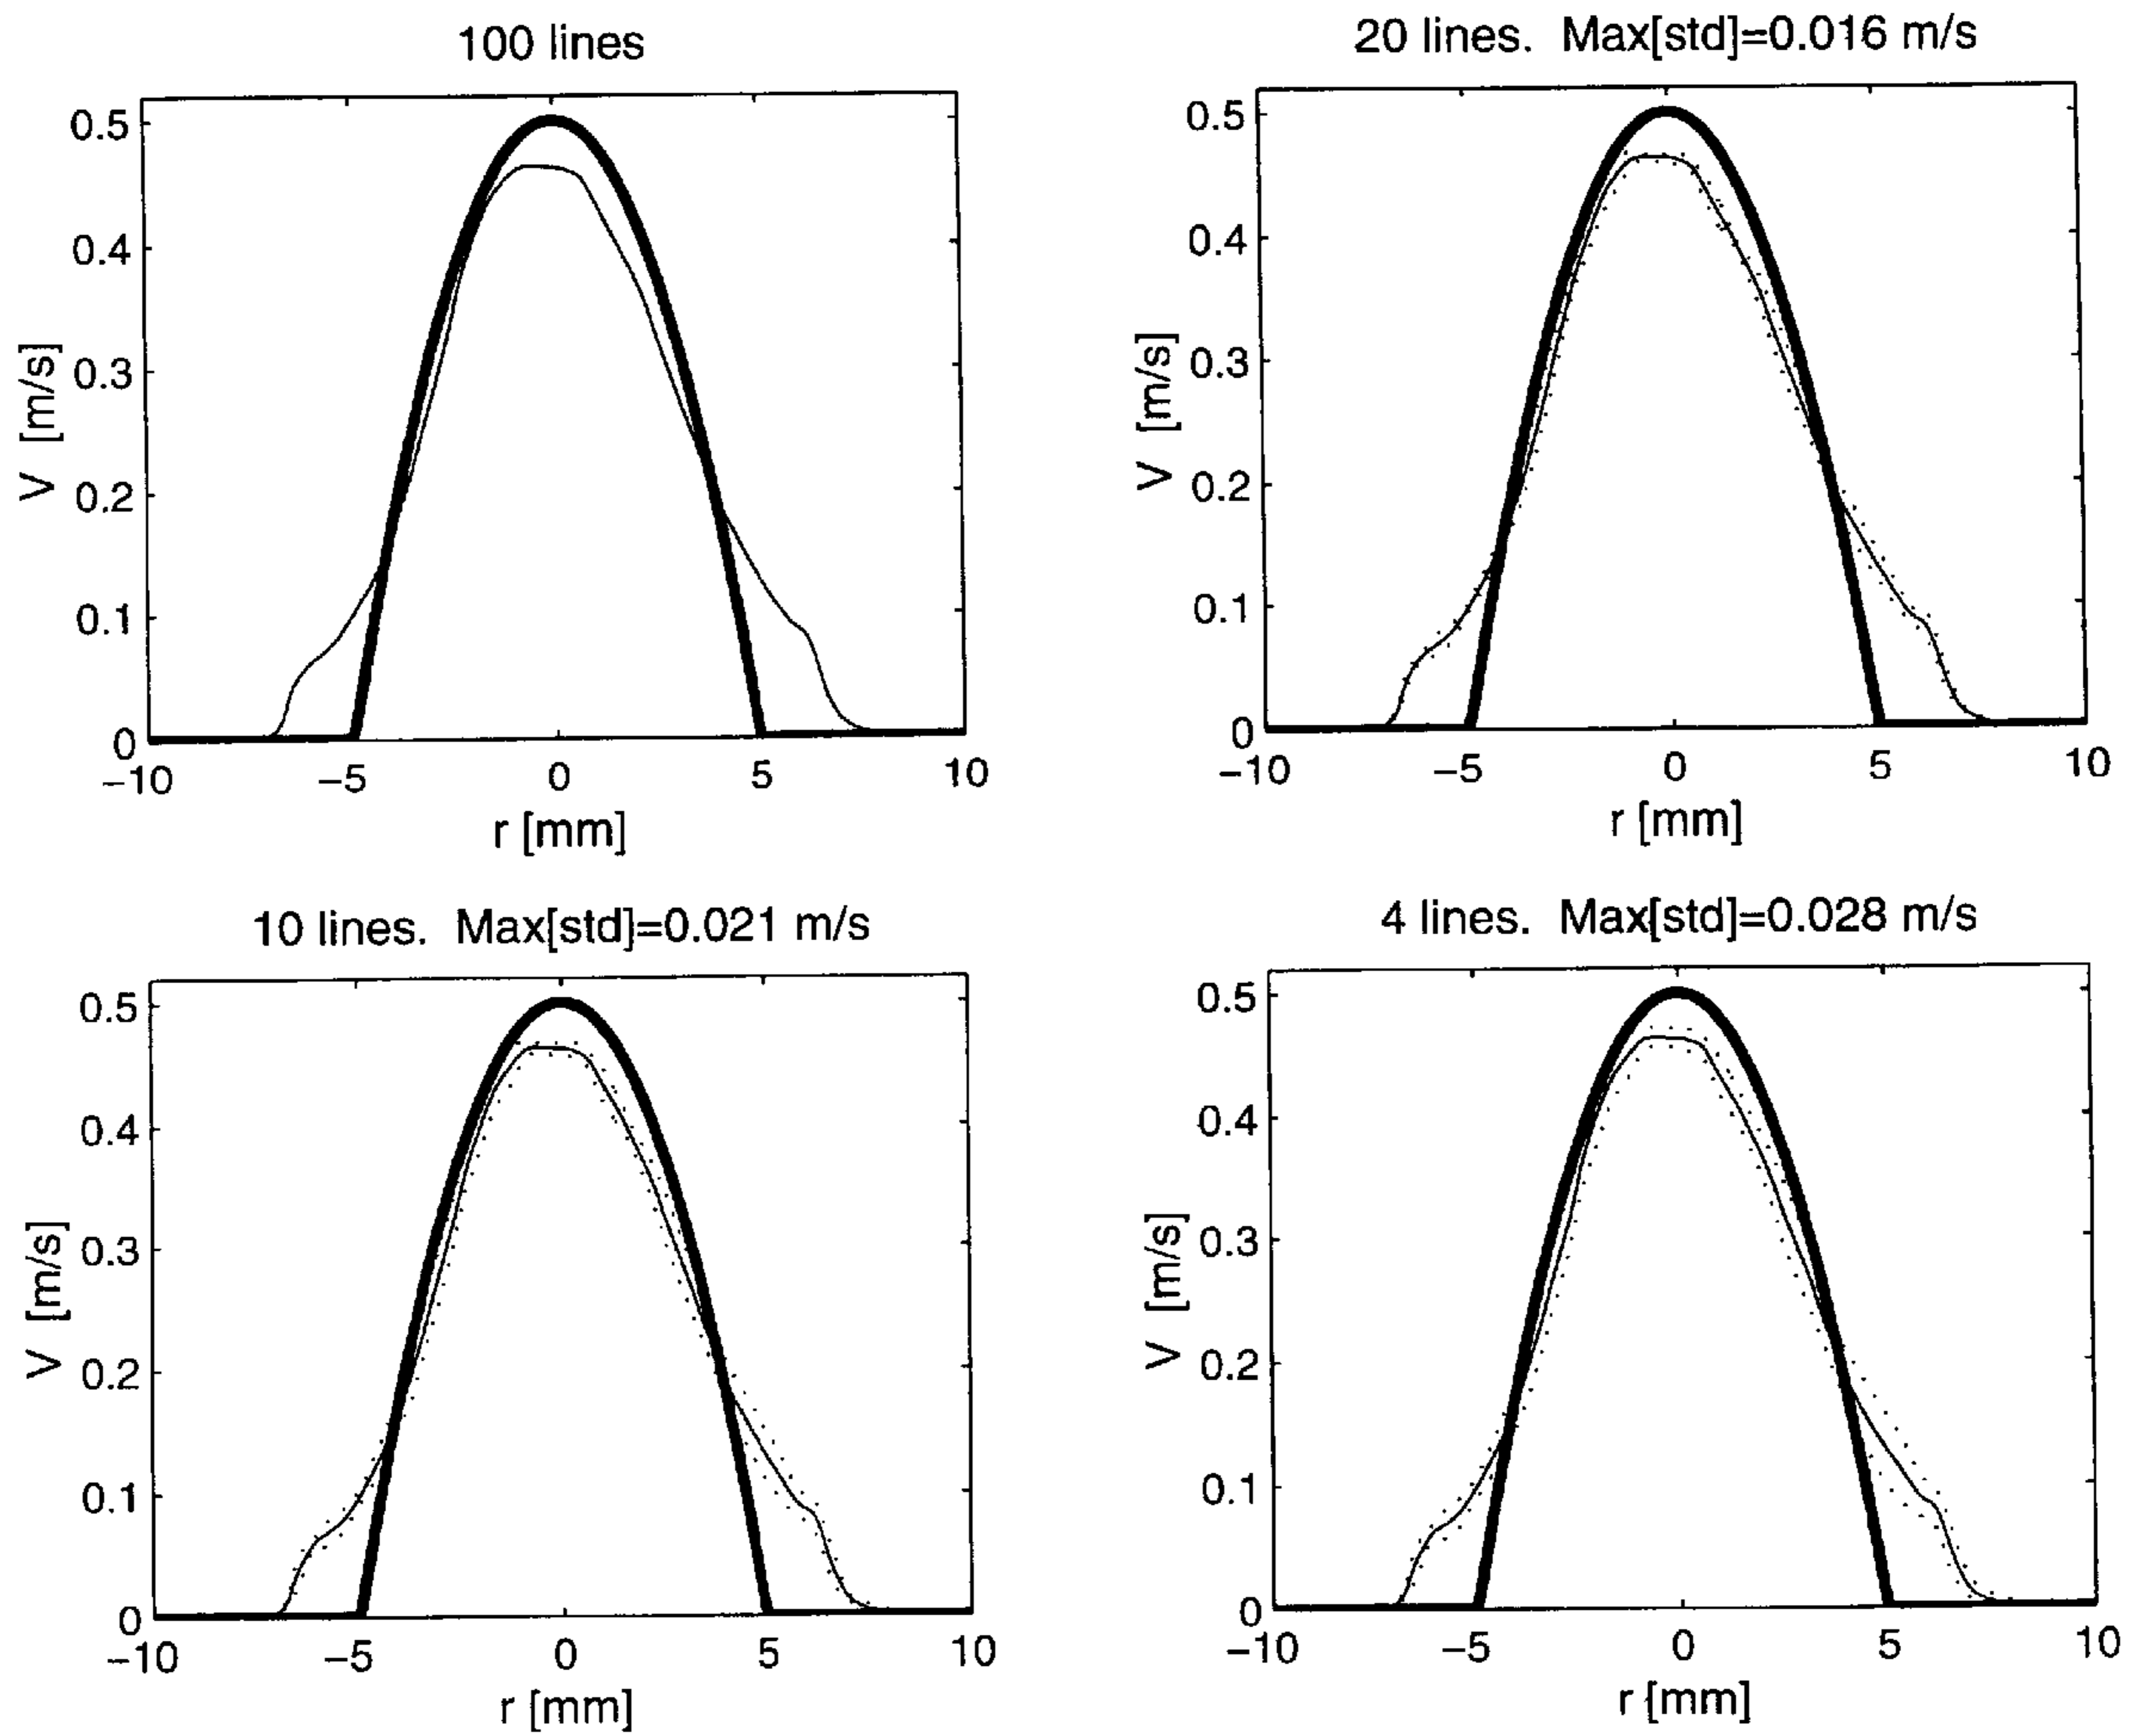 100 lines
0.5
0.4
0.3
0.2
0.1
0
V [m/s]
−10 −5 0 5 10
r [mm]
20 lines. Max[std]=0.016 m/s
0.5
0.4
0.3
0.2
0.1
0
V [m/s]
−10 −5 0 5 10
r [mm]
10 lines. Max[std]=0.021 m/s
0.5
0.4
0.3
0.2
0.1
0
V [m/s]
−10 −5 0 5 10
r [mm]
4 lines. Max[std]=0.028 m/s
0.5
0.4
0.3
0.2
0.1
0
V [m/s]
−10 −5 0 5 10
r [mm]